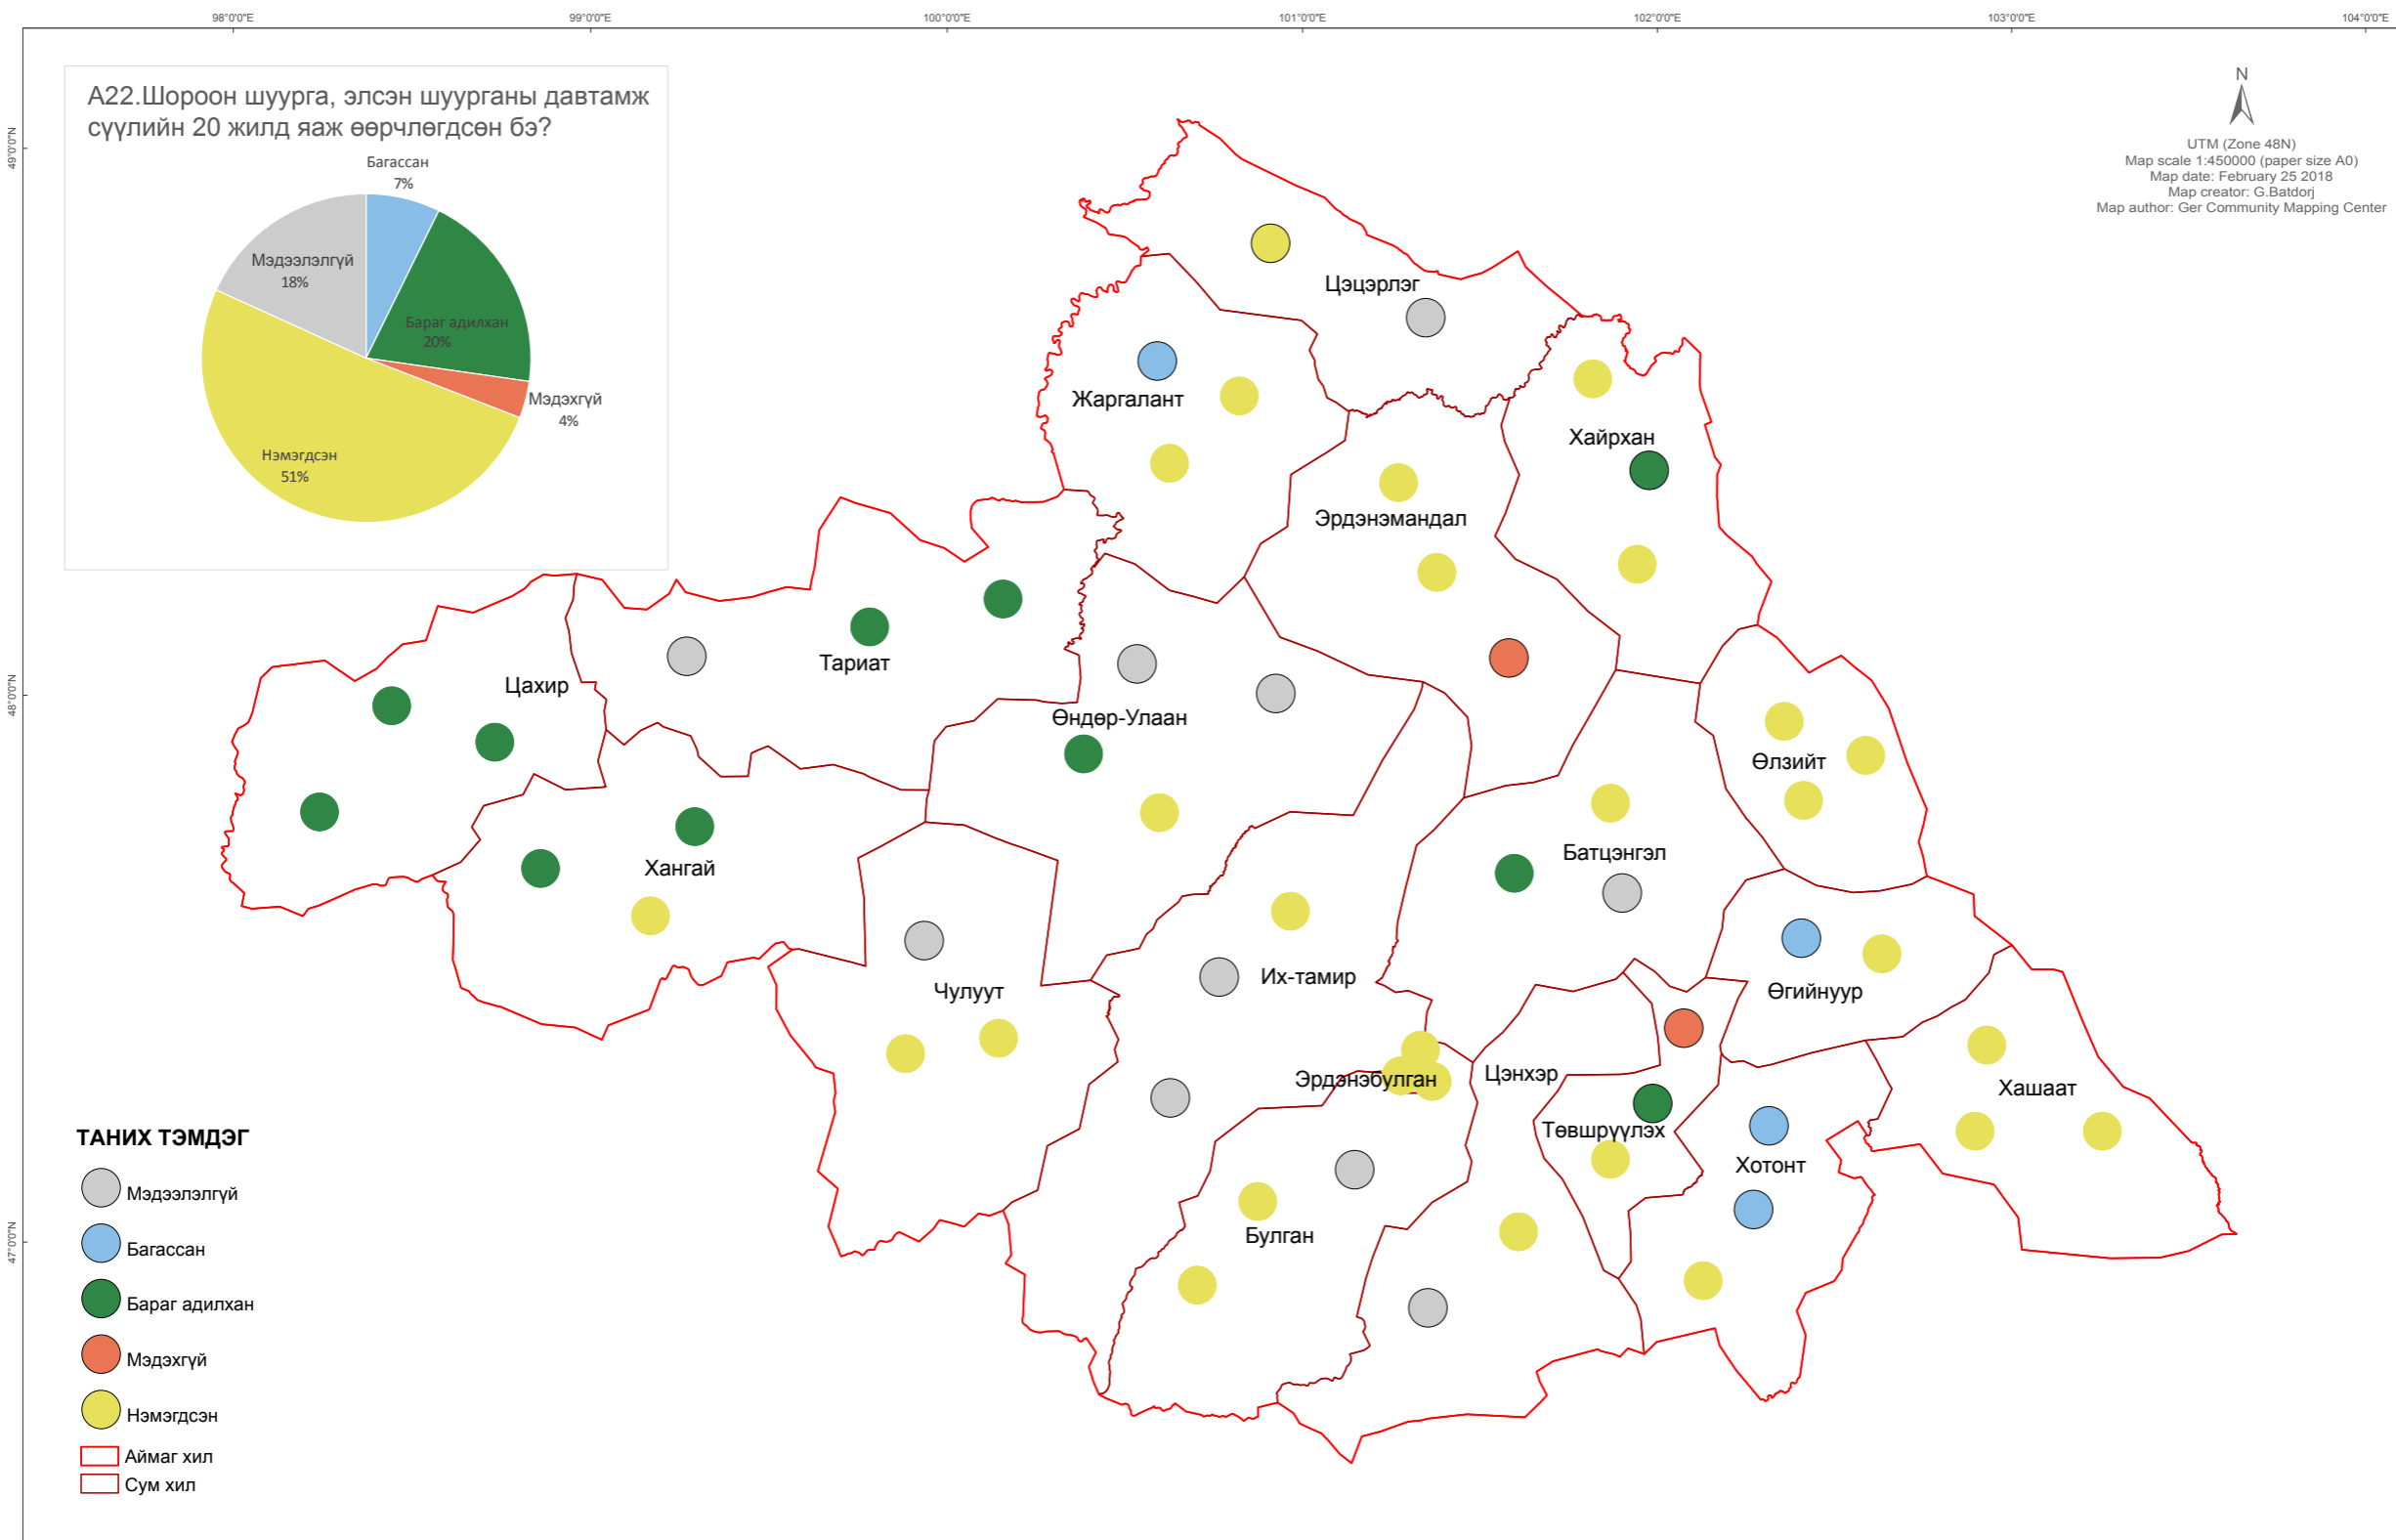 98°0'0"E
99°0'0"E
100°0'0"E
101°0'0"E
102°0'0"E
103°0'0"E
104°0'0"E
49°0'0"N
48°0'0"N
47°0'0"N
А22.Шороон шуурга, элсэн шуурганы давтамж
сүүлийн 20 жилд яаж өөрчлөгдсөн бэ?
Багассан
7%
Мэдээлэлгүй
18%
Бараг адилхан
20%
Мэдэхгүй
4%
Нэмэгдсэн
51%
N
UTM (Zone 48N)
Map scale 1:450000 (paper size A0)
Map date: February 25 2018
Map creator: G.Batdorj
Map author: Ger Community Mapping Center
Цэцэрлэг
Жаргалант
Хайрхан
Эрдэнэмандал
Тариат
Цахир
Өндөр-Улаан
Өлзийт
Батцэнгэл
Хангай
Их-тамир
Чулуут
Өгийнуур
Эрдэнэбулган
Цэнхэр
Хашаат
Төвшрүүлэх
Хотонт
Булган
ТАНИХ ТЭМДЭГ
Мэдээлэлгүй
Багассан
Бараг адилхан
Мэдэхгүй
Нэмэгдсэн
Аймаг хил
Сум хил